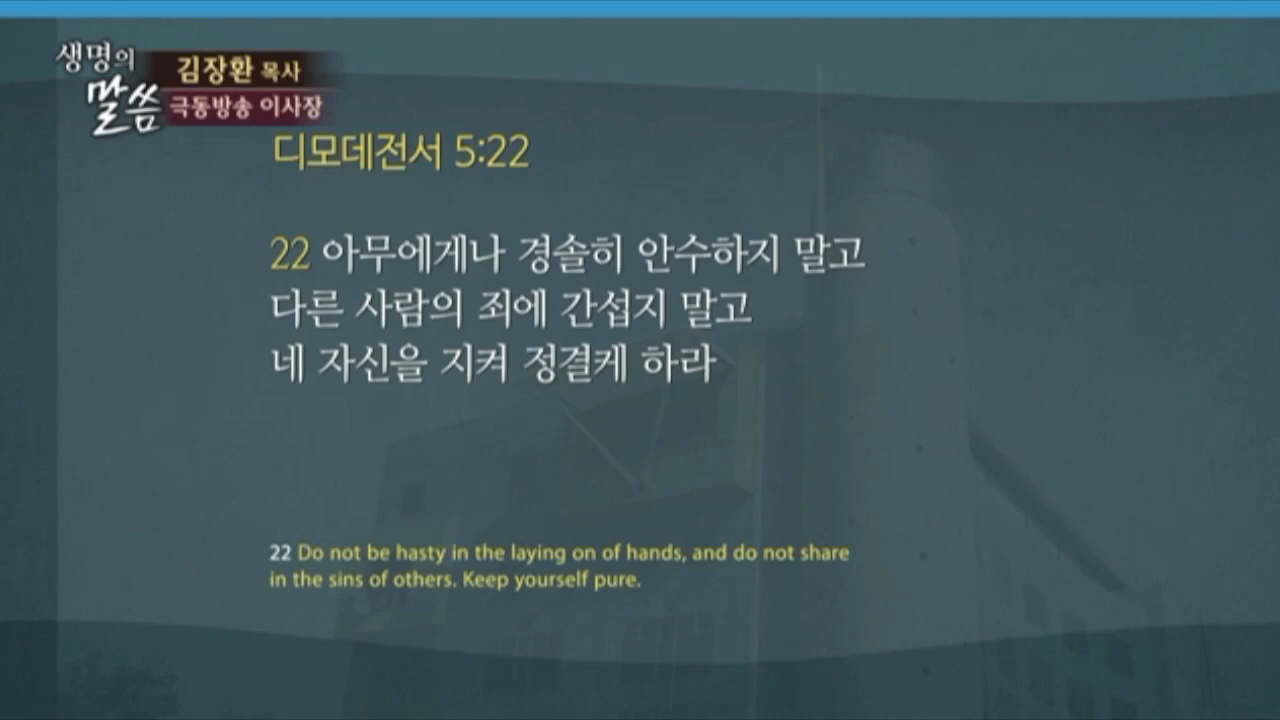 생명의
말씀
김장환 목사
극동방송 이사장
디모데전서 5:22
22 아무에게나 경솔히 안수하지 말고
다른 사람의 죄에 간섭지 말고
네 자신을 지켜 정결케 하라
22 Do not be hasty in the laying on of hands, and do not share
in the sins of others. Keep yourself pure.